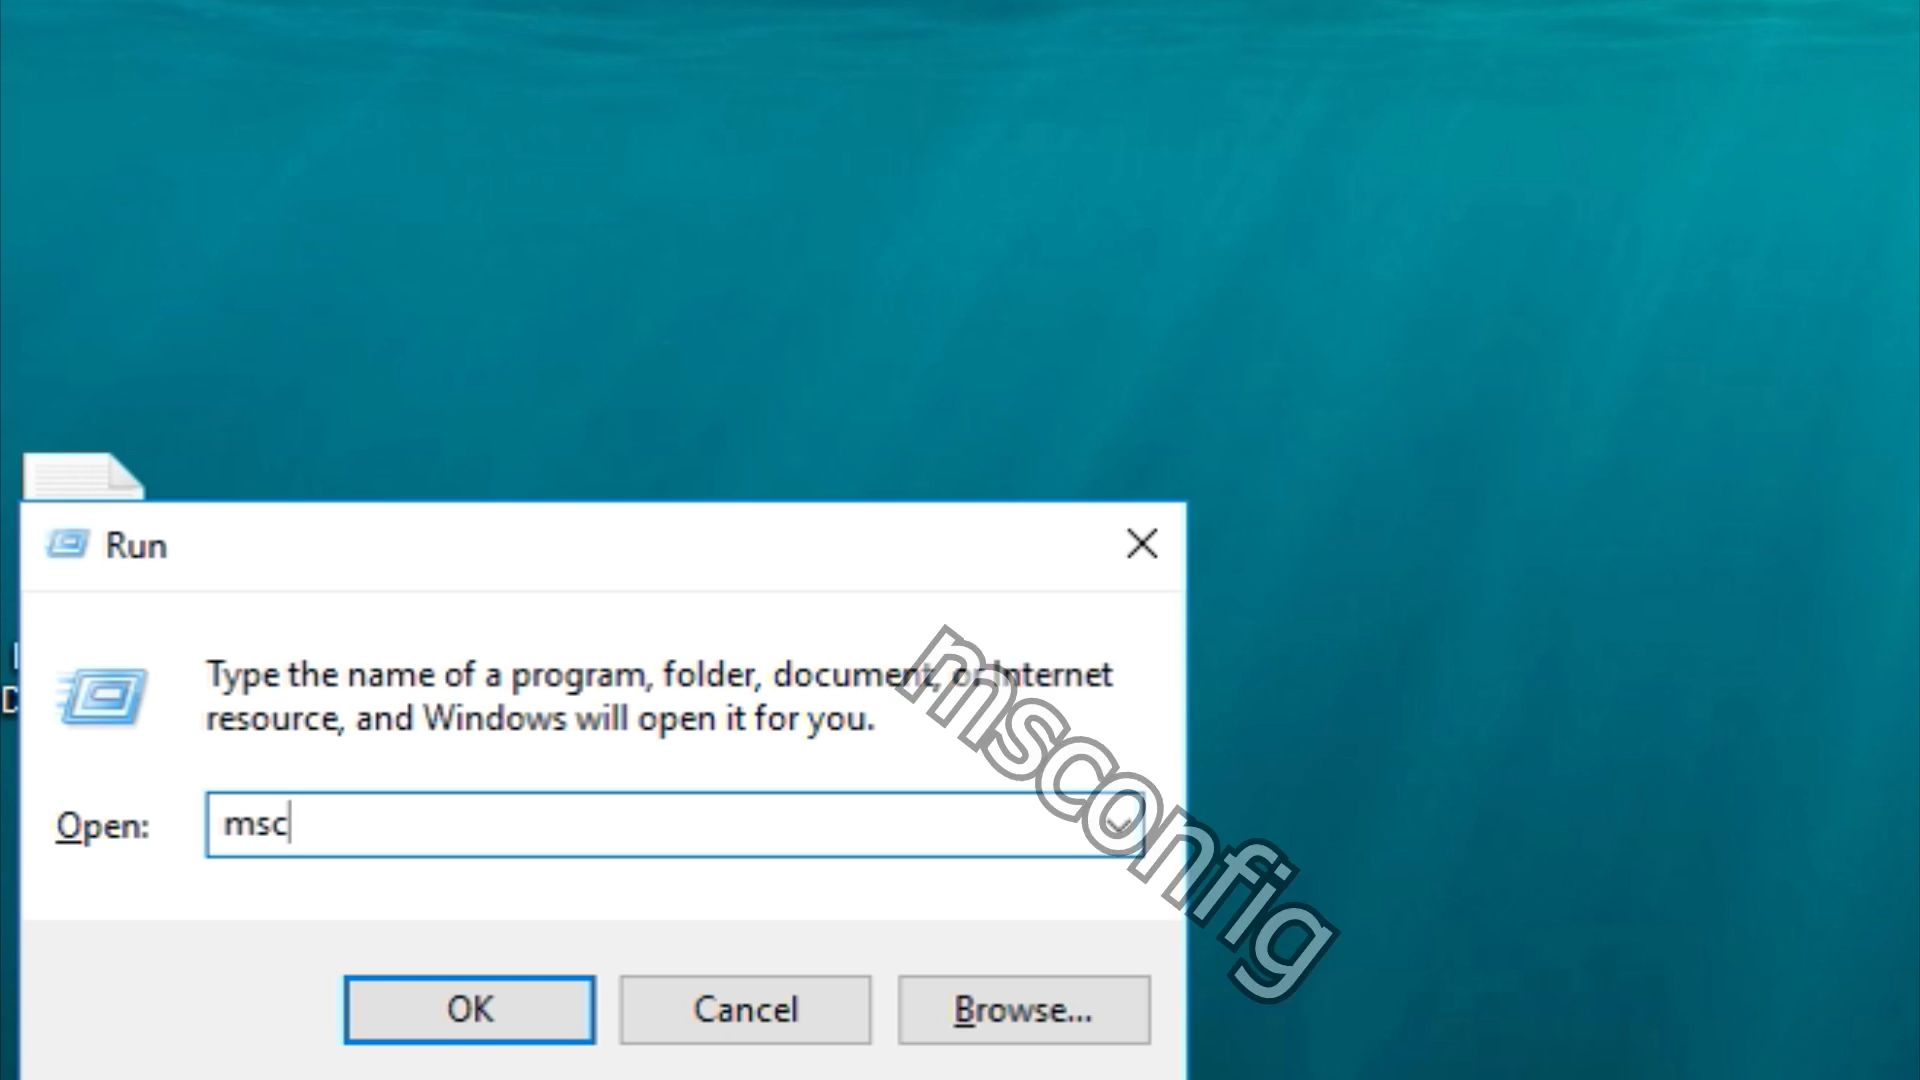 Run
Type the name of a program, folder, document, or Internet
resource, and Windows will open it for you.
Open:
msc
msconfig
OK
Cancel
Browse...